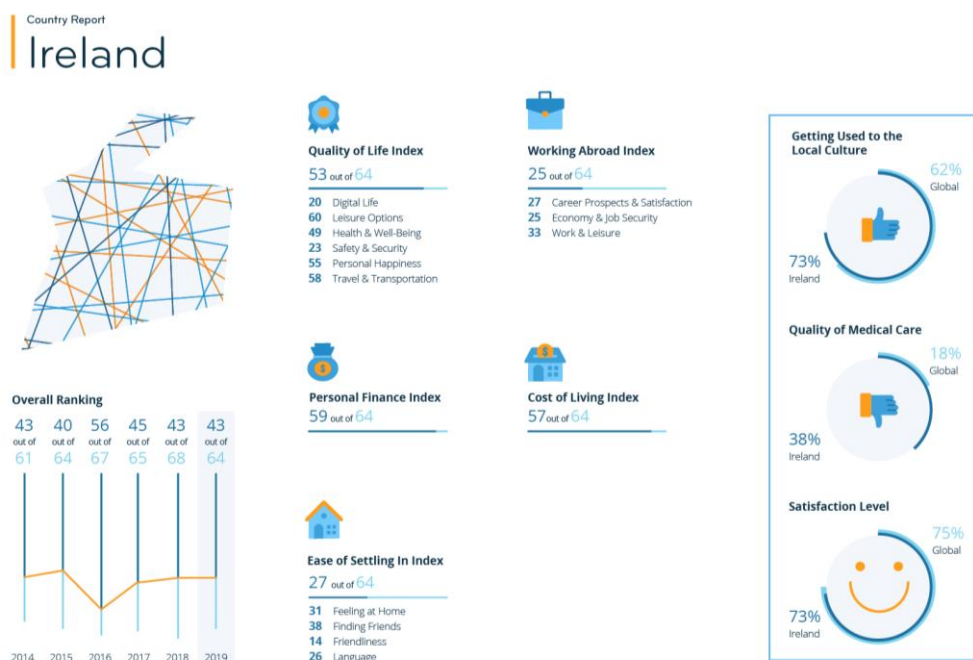 Country Report
Ireland
Quality of Life Index
53 out of 64
20 Digital Life
60 Leisure Options
49 Health & Well-Being
23 Safety & Security
55 Personal Happiness
58 Travel & Transportation
Working Abroad Index
25 out of 64
27 Career Prospects & Satisfaction
25 Economy & Job Security
33 Work & Leisure
Personal Finance Index
59 out of 64
Cost of Living Index
57 out of 64
Ease of Settling In Index
27 out of 64
31 Feeling at Home
38 Finding Friends
14 Friendliness
26 Language
Overall Ranking
43 40 56 45 43 43
out of out of out of out of out of out of
61 64 67 65 68 64
2014 2015 2016 2017 2018 2019
Getting Used to the
Local Culture
62%
Global
73%
Ireland
Quality of Medical Care
18%
Global
38%
Ireland
Satisfaction Level
75%
Global
73%
Ireland